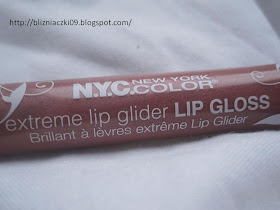 http://blizniaczki09.blogspot.com/
N.Y.C. NEW YORK COLOR®
extreme lip glider LIP GLOSS
Brillant à lèvres extrême Lip Glider